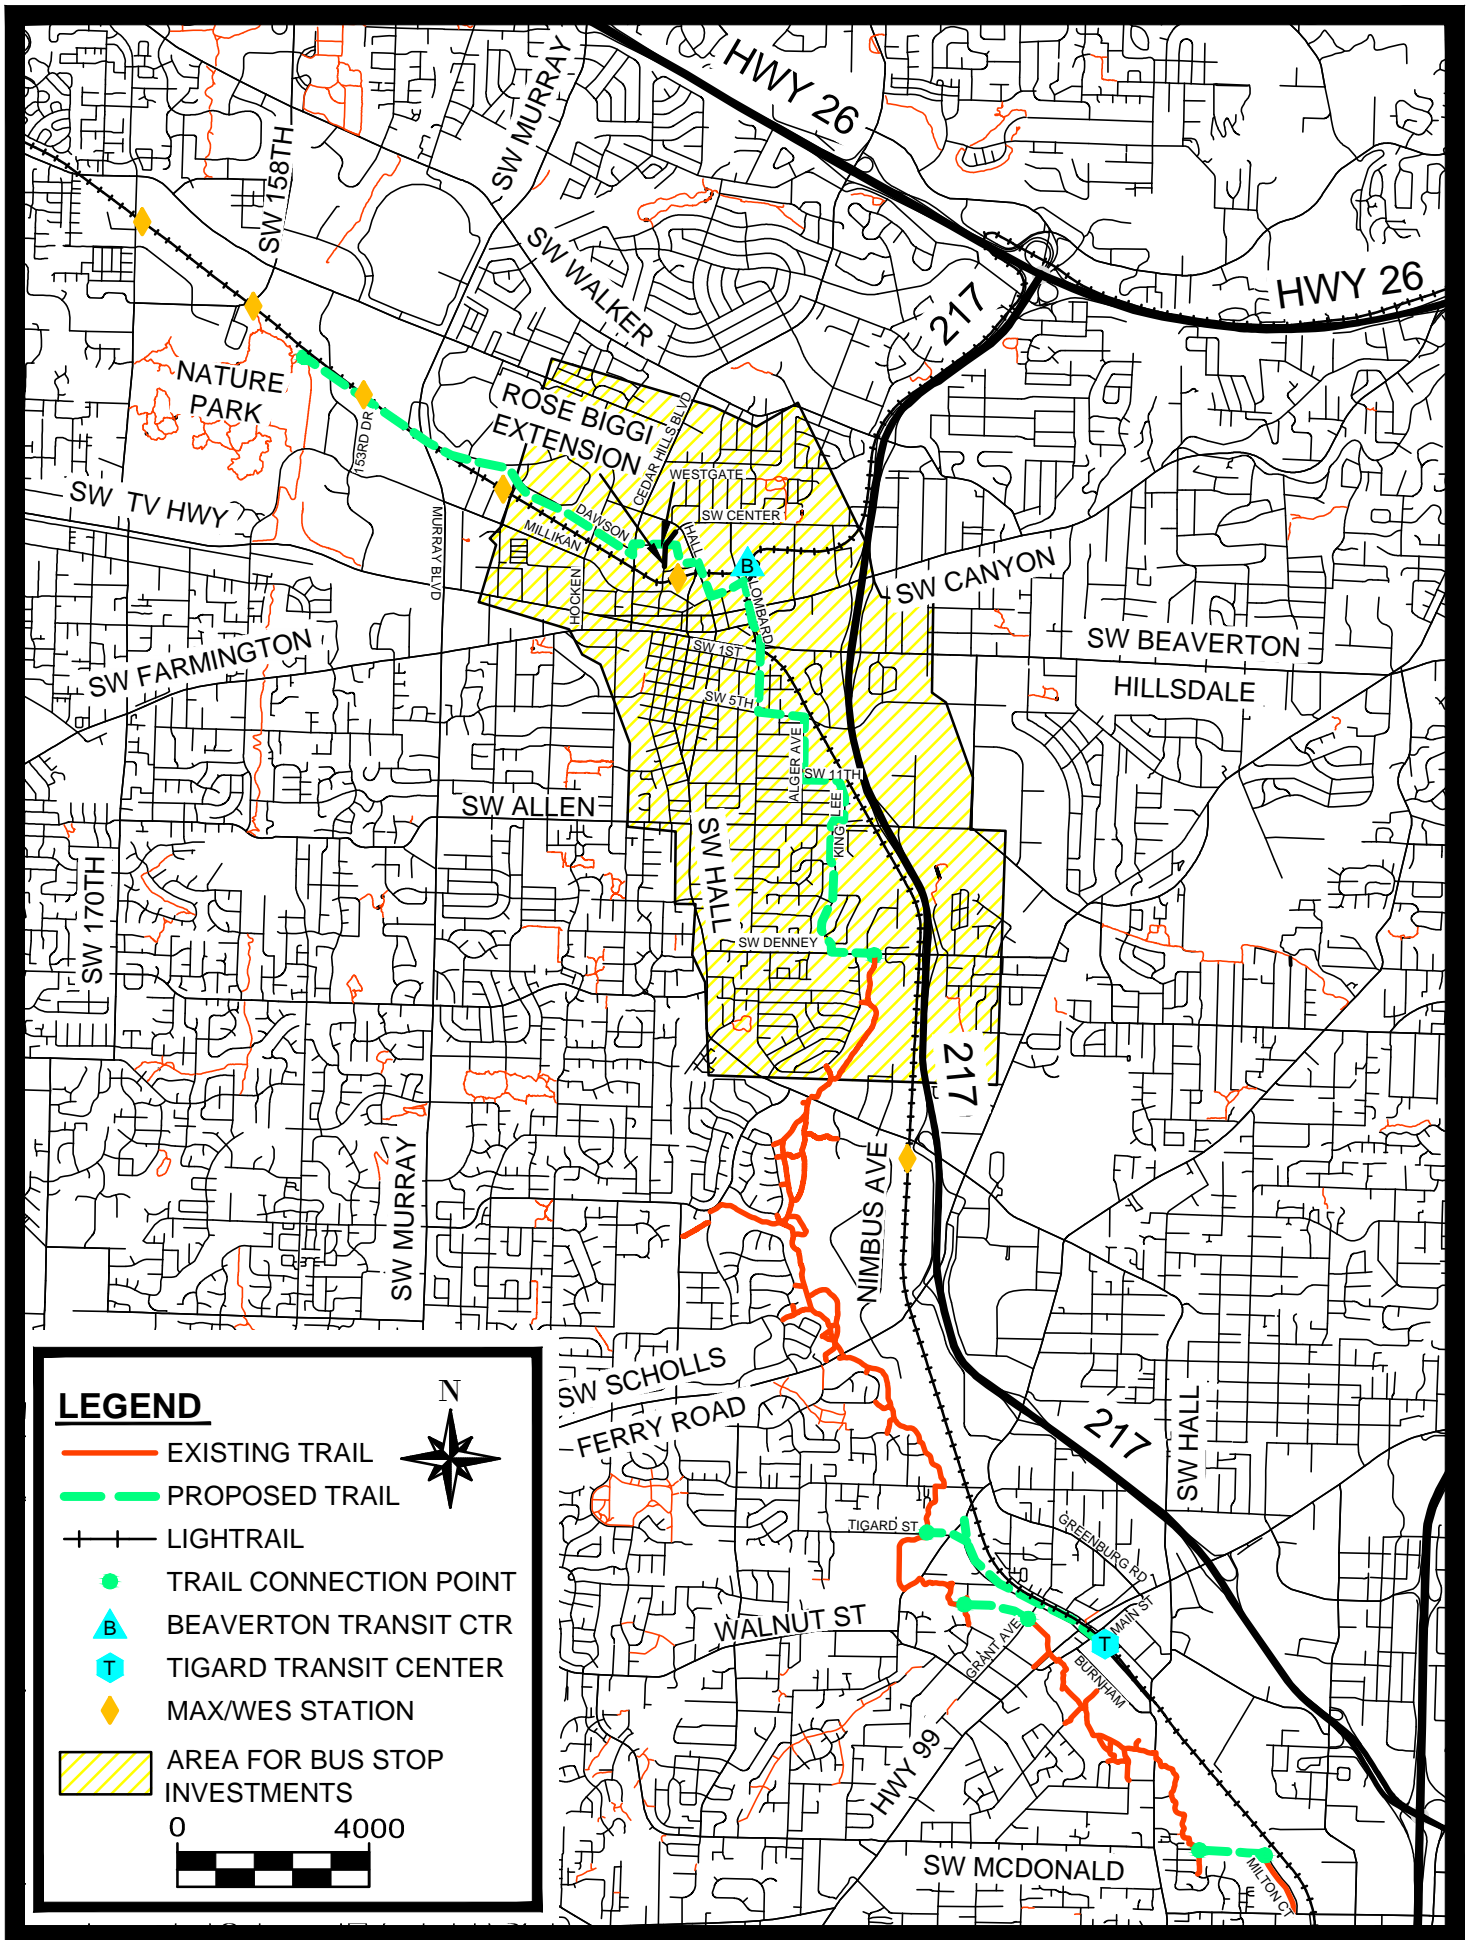 HWY 26
SW MURRAY
SW 158TH
SW WALKER
HWY 26
217
NATURE
PARK
ROSE BIGGI
EXTENSION
CEDAR HILLS BLVD
153RD DR
WESTGATE
SW TV HWY
SW CENTER
DAWSON
MILLIKAN
HALL
MURRAY BLVD
B
SW CANYON
HOCKEN
LOMBARD
SW FARMINGTON
SW 1ST
SW BEAVERTON
HILLSDALE
SW 5TH
ALGER AVE
SW 11TH
SW ALLEN
KING LEE
SW HALL
SW 170TH
SW DENNEY
217
SW MURRAY
NIMBUS AVE
SW SCHOLLS
FERRY ROAD
217
SW HALL
TIGARD ST
GREENBURG RD
WALNUT ST
GRANT AVE
MAIN ST
T
BURNHAM
HWY 99
SW MCDONALD
MILTON CT
LEGEND
N
EXISTING TRAIL
PROPOSED TRAIL
LIGHTRAIL
TRAIL CONNECTION POINT
B BEAVERTON TRANSIT CTR
T TIGARD TRANSIT CENTER
MAX/WES STATION
AREA FOR BUS STOP
INVESTMENTS
0 4000